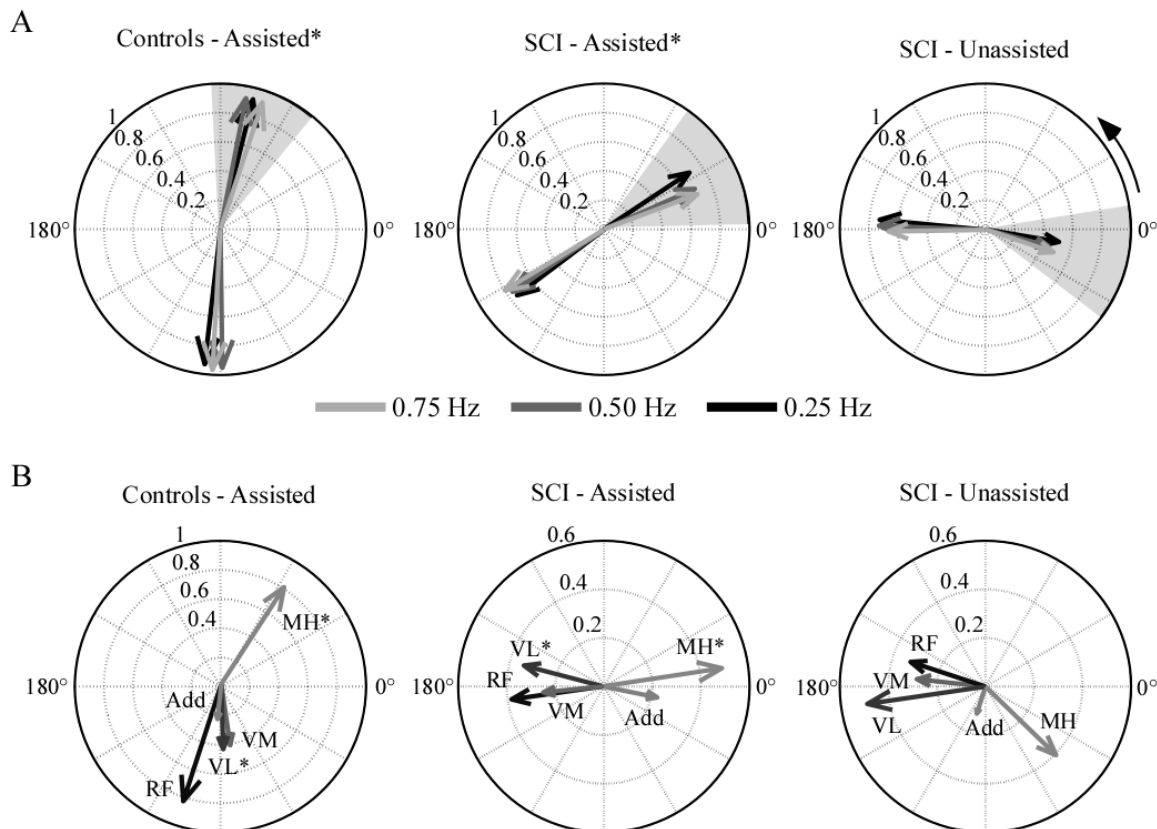 A
Controls - Assisted*
SCI - Assisted*
SCI - Unassisted
1
0.8
0.6
0.4
0.2
180°
0°
1
0.8
0.6
0.4
0.2
180°
0°
1
0.8
0.6
0.4
0.2
180°
0°
0.75 Hz
0.50 Hz
0.25 Hz
B
Controls - Assisted
SCI - Assisted
SCI - Unassisted
1
0.8
0.6
0.4
MH*
180°
0°
Add
VM
VL*
RF
0.6
0.4
0.2
VL*
MH*
180°
0°
RF
VM
Add
0.6
0.4
0.2
RF
180°
0°
VM
VL
Add
MH